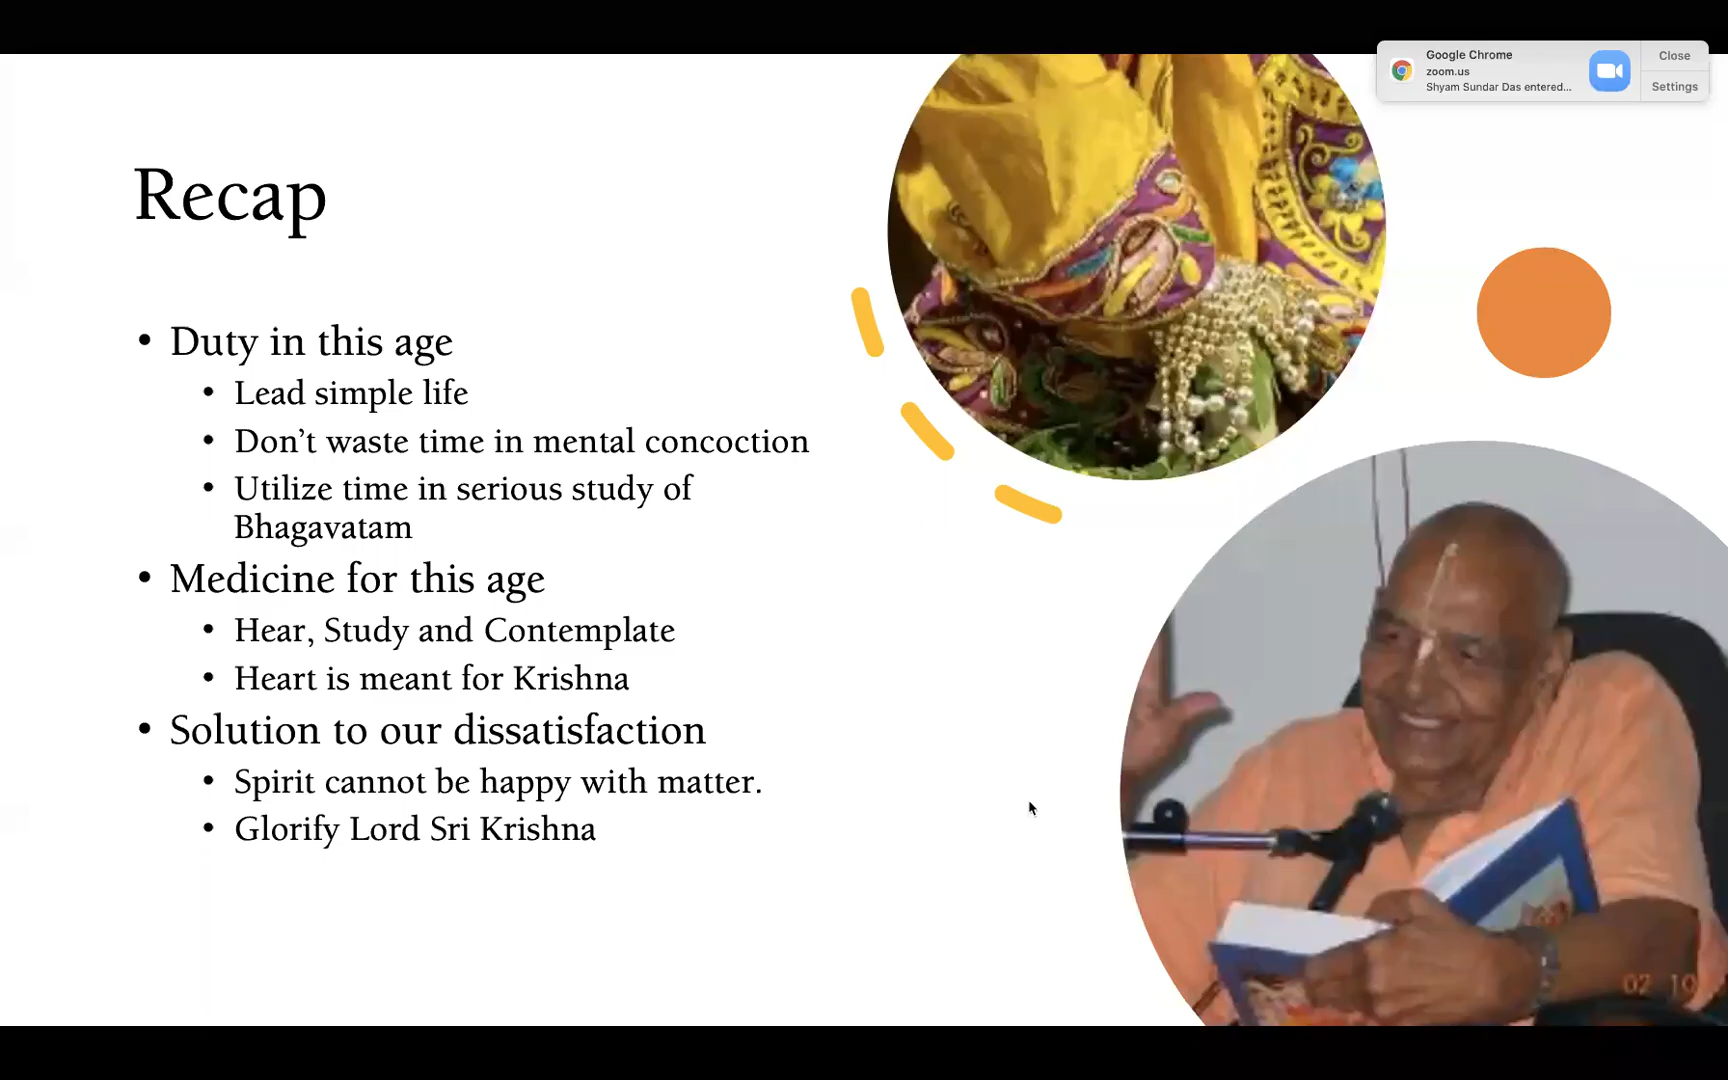 Google Chrome
zoom.us
Shyam Sundar Das entered...
Close
Settings
Recap
• Duty in this age
• Lead simple life
• Don’t waste time in mental concoction
• Utilize time in serious study of
Bhagavatam
• Medicine for this age
• Hear, Study and Contemplate
• Heart is meant for Krishna
• Solution to our dissatisfaction
• Spirit cannot be happy with matter.
• Glorify Lord Sri Krishna
02 10